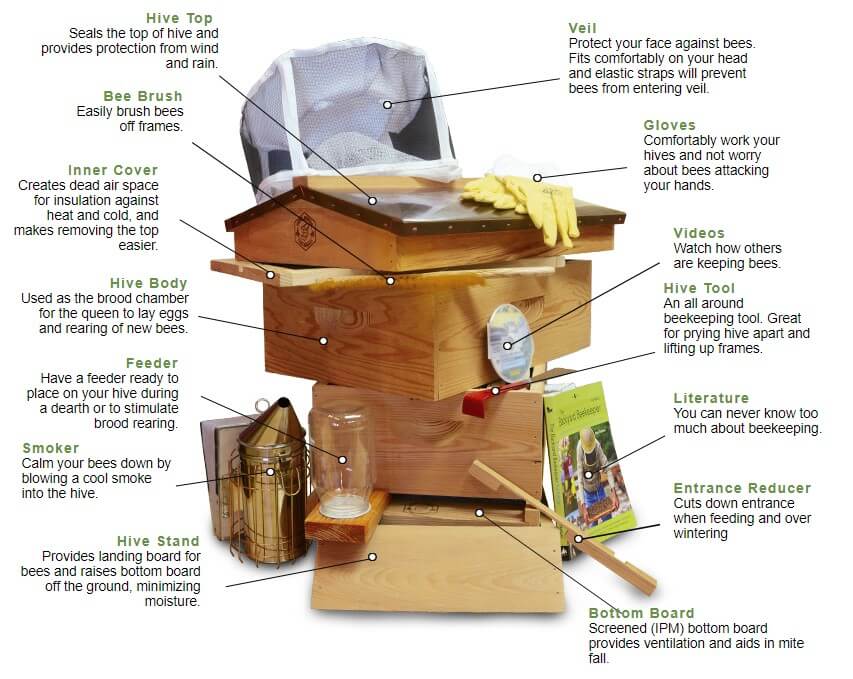 Hive Top
Seals the top of hive and
provides protection from wind
and rain.
Bee Brush
Easily brush bees
off frames.
Inner Cover
Creates dead air space
for insulation against
heat and cold, and
makes removing the top
easier.
Hive Body
Used as the brood chamber
for the queen to lay eggs
and rearing of new bees.
Feeder
Have a feeder ready to
place on your hive during
a dearth or to stimulate
brood rearing.
Smoker
Calm your bees down by
blowing a cool smoke
into the hive.
Hive Stand
Provides landing board for
bees and raises bottom board
off the ground, minimizing
moisture.
Veil
Protect your face against bees.
Fits comfortably on your head
and elastic straps will prevent
bees from entering veil.
Gloves
Comfortably work your
hives and not worry
about bees attacking
your hands.
Videos
Watch how others
are keeping bees.
Hive Tool
An all around
beekeeping tool. Great
for prying hive apart and
lifting up frames.
Literature
You can never know too
much about beekeeping.
Entrance Reducer
Cuts down entrance
when feeding and over
wintering
Bottom Board
Screened (IPM) bottom board
provides ventilation and aids in mite
fall.
Backyard Beekeeper